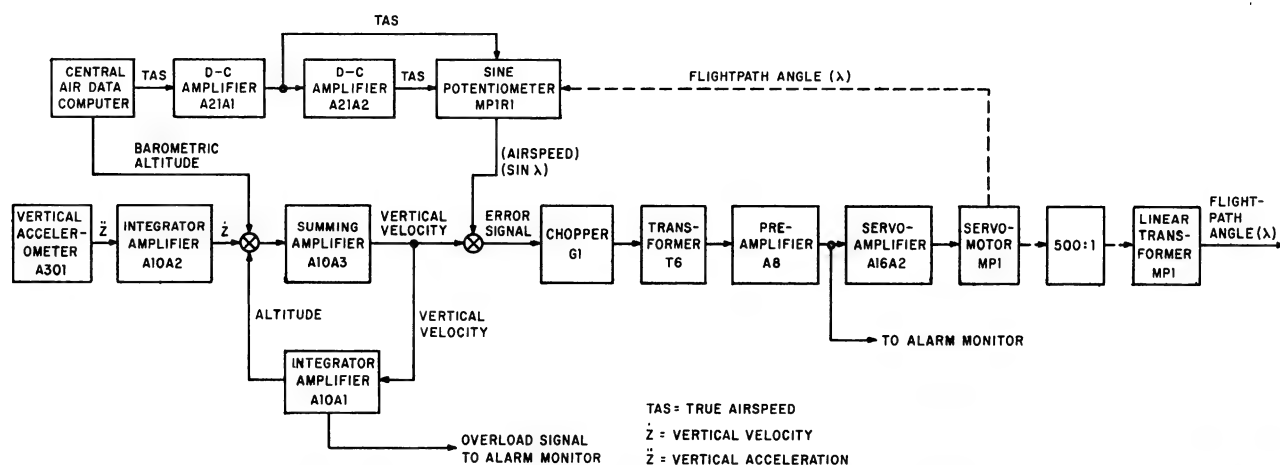 TAS
CENTRAL
AIR DATA
COMPUTER
TAS
D-C
AMPLIFIER
A21A1
D-C
AMPLIFIER
A21A2
TAS
SINE
POTENTIOMETER
MP1R1
FLIGHTPATH ANGLE (λ)
BAROMETRIC
ALTITUDE
(AIRSPEED)
(SIN λ)
VERTICAL
ACCELER-
OMETER
A301
Z̈
INTEGRATOR
AMPLIFIER
A10A2
Ż
SUMMING
AMPLIFIER
A10A3
VERTICAL
VELOCITY
ERROR
SIGNAL
CHOPPER
G1
TRANS-
FORMER
T6
PRE-
AMPLIFIER
A8
SERVO-
AMPLIFIER
A16A2
SERVO-
MOTOR
MP1
500:1
LINEAR
TRANS-
FORMER
MP1
FLIGHT-
PATH
ANGLE(λ)
ALTITUDE
VERTICAL
VELOCITY
TO ALARM MONITOR
INTEGRATOR
AMPLIFIER
A10A1
OVERLOAD SIGNAL
TO ALARM MONITOR
TAS = TRUE AIRSPEED
Ż = VERTICAL VELOCITY
Z̈ = VERTICAL ACCELERATION